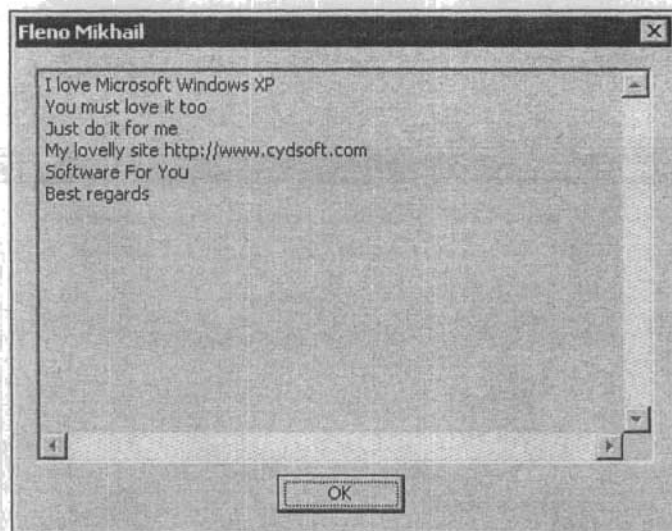 Fleno Mikhail
I love Microsoft Windows XP
You must love it too
Just do it for me
My lovelly site http://www.cydsoft.com
Software For You
Best regards
OK